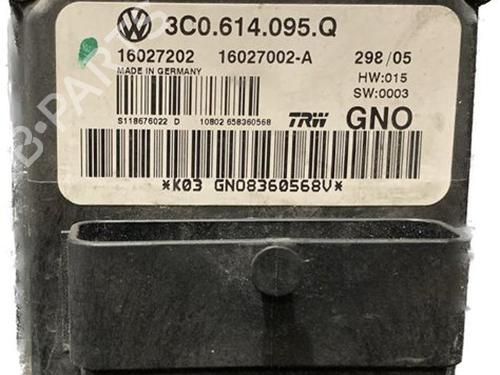 3C0.614.095.Q
16027202 16027002-A 298/05
MADE IN GERMANY HW:015
SW:0003
S118676022 D 10802 658360568 TRW GNO
*K03 GNO8360568V*
B-PARTS